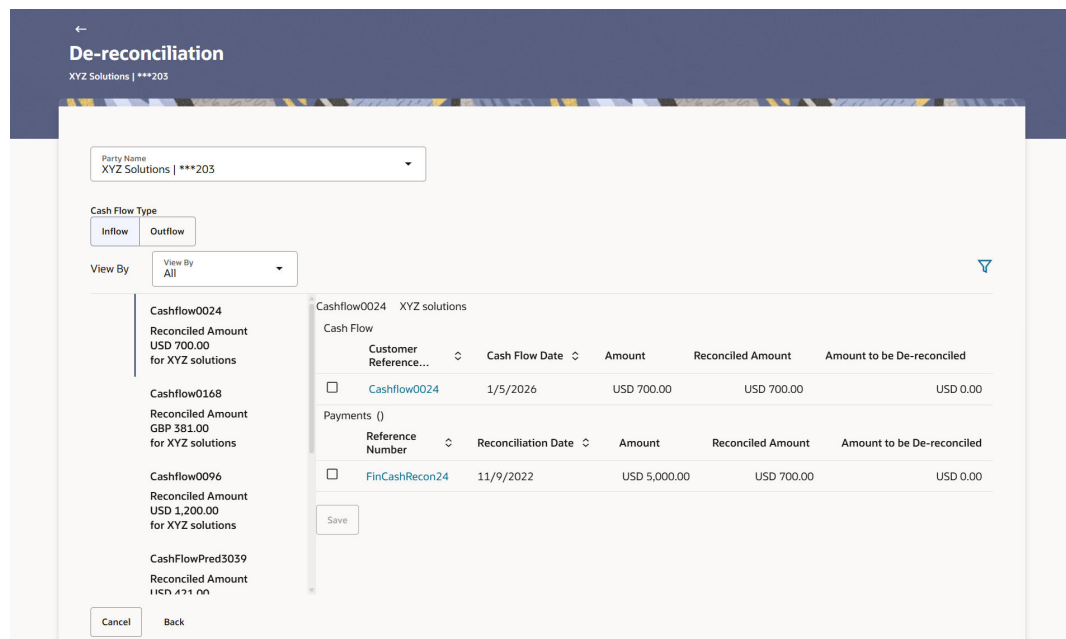 De-reconciliation
XYZ Solutions | ***203
Party Name
XYZ Solutions | ***203
Cash Flow Type
Inflow Outflow
View By
View By
All
Cashflow0024
Reconciled Amount
USD 700.00
for XYZ solutions
Cashflow0168
Reconciled Amount
GBP 381.00
for XYZ solutions
Cashflow0096
Reconciled Amount
USD 1,200.00
for XYZ solutions
CashFlowPred3039
Reconciled Amount
USD 421.00
Cashflow0024 XYZ solutions
Cash Flow
Customer
Reference... Cash Flow Date Amount Reconciled Amount Amount to be De-reconciled
Cashflow0024 1/5/2026 USD 700.00 USD 700.00 USD 0.00
Payments ()
Reference
Number Reconciliation Date Amount Reconciled Amount Amount to be De-reconciled
FinCashRecon24 11/9/2022 USD 5,000.00 USD 700.00 USD 0.00
Save
Cancel Back